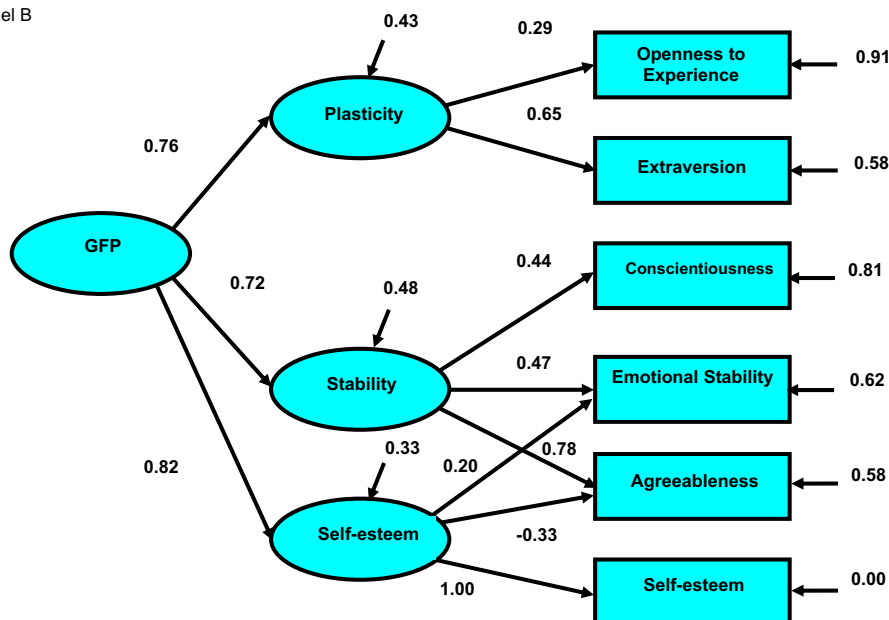 el B
0.43
0.29
Openness to
Experience
0.91
Plasticity
0.65
0.76
Extraversion
0.58
GFP
0.44
Conscientiousness
0.81
0.72
0.48
0.47
Emotional Stability
0.62
Stability
0.33
0.78
0.20
0.82
Agreeableness
0.58
Self-esteem
-0.33
1.00
Self-esteem
0.00